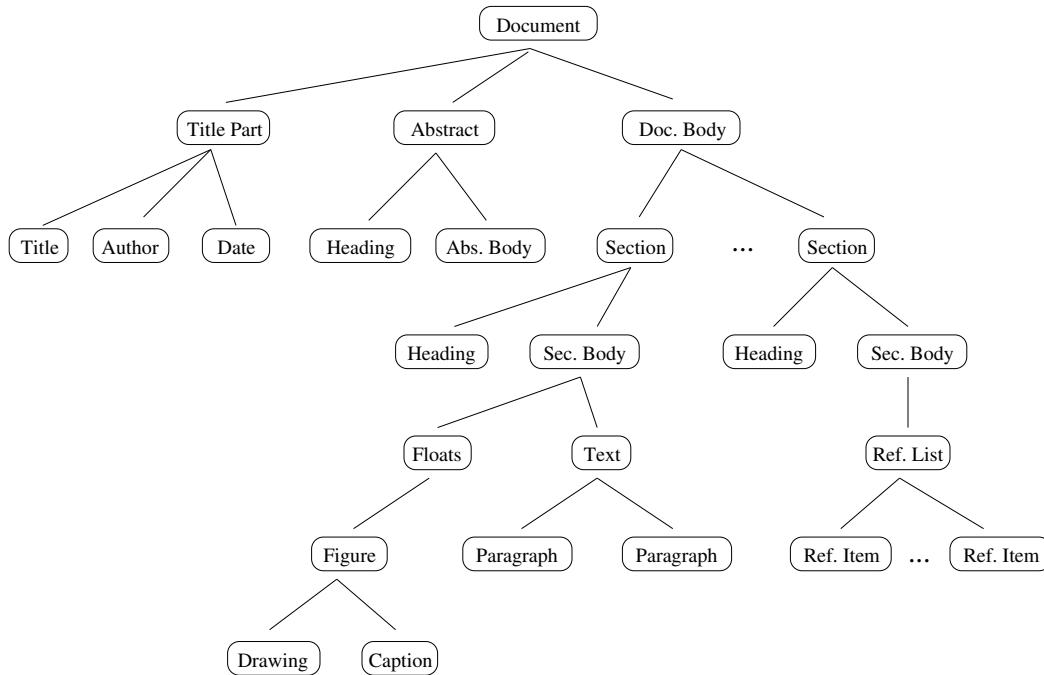 Document
Title Part Abstract Doc. Body
Title Author Date Heading Abs. Body Section ... Section
Heading Sec. Body Heading Sec. Body
Floats Text Ref. List
Figure Paragraph Paragraph Ref. Item ... Ref. Item
Drawing Caption